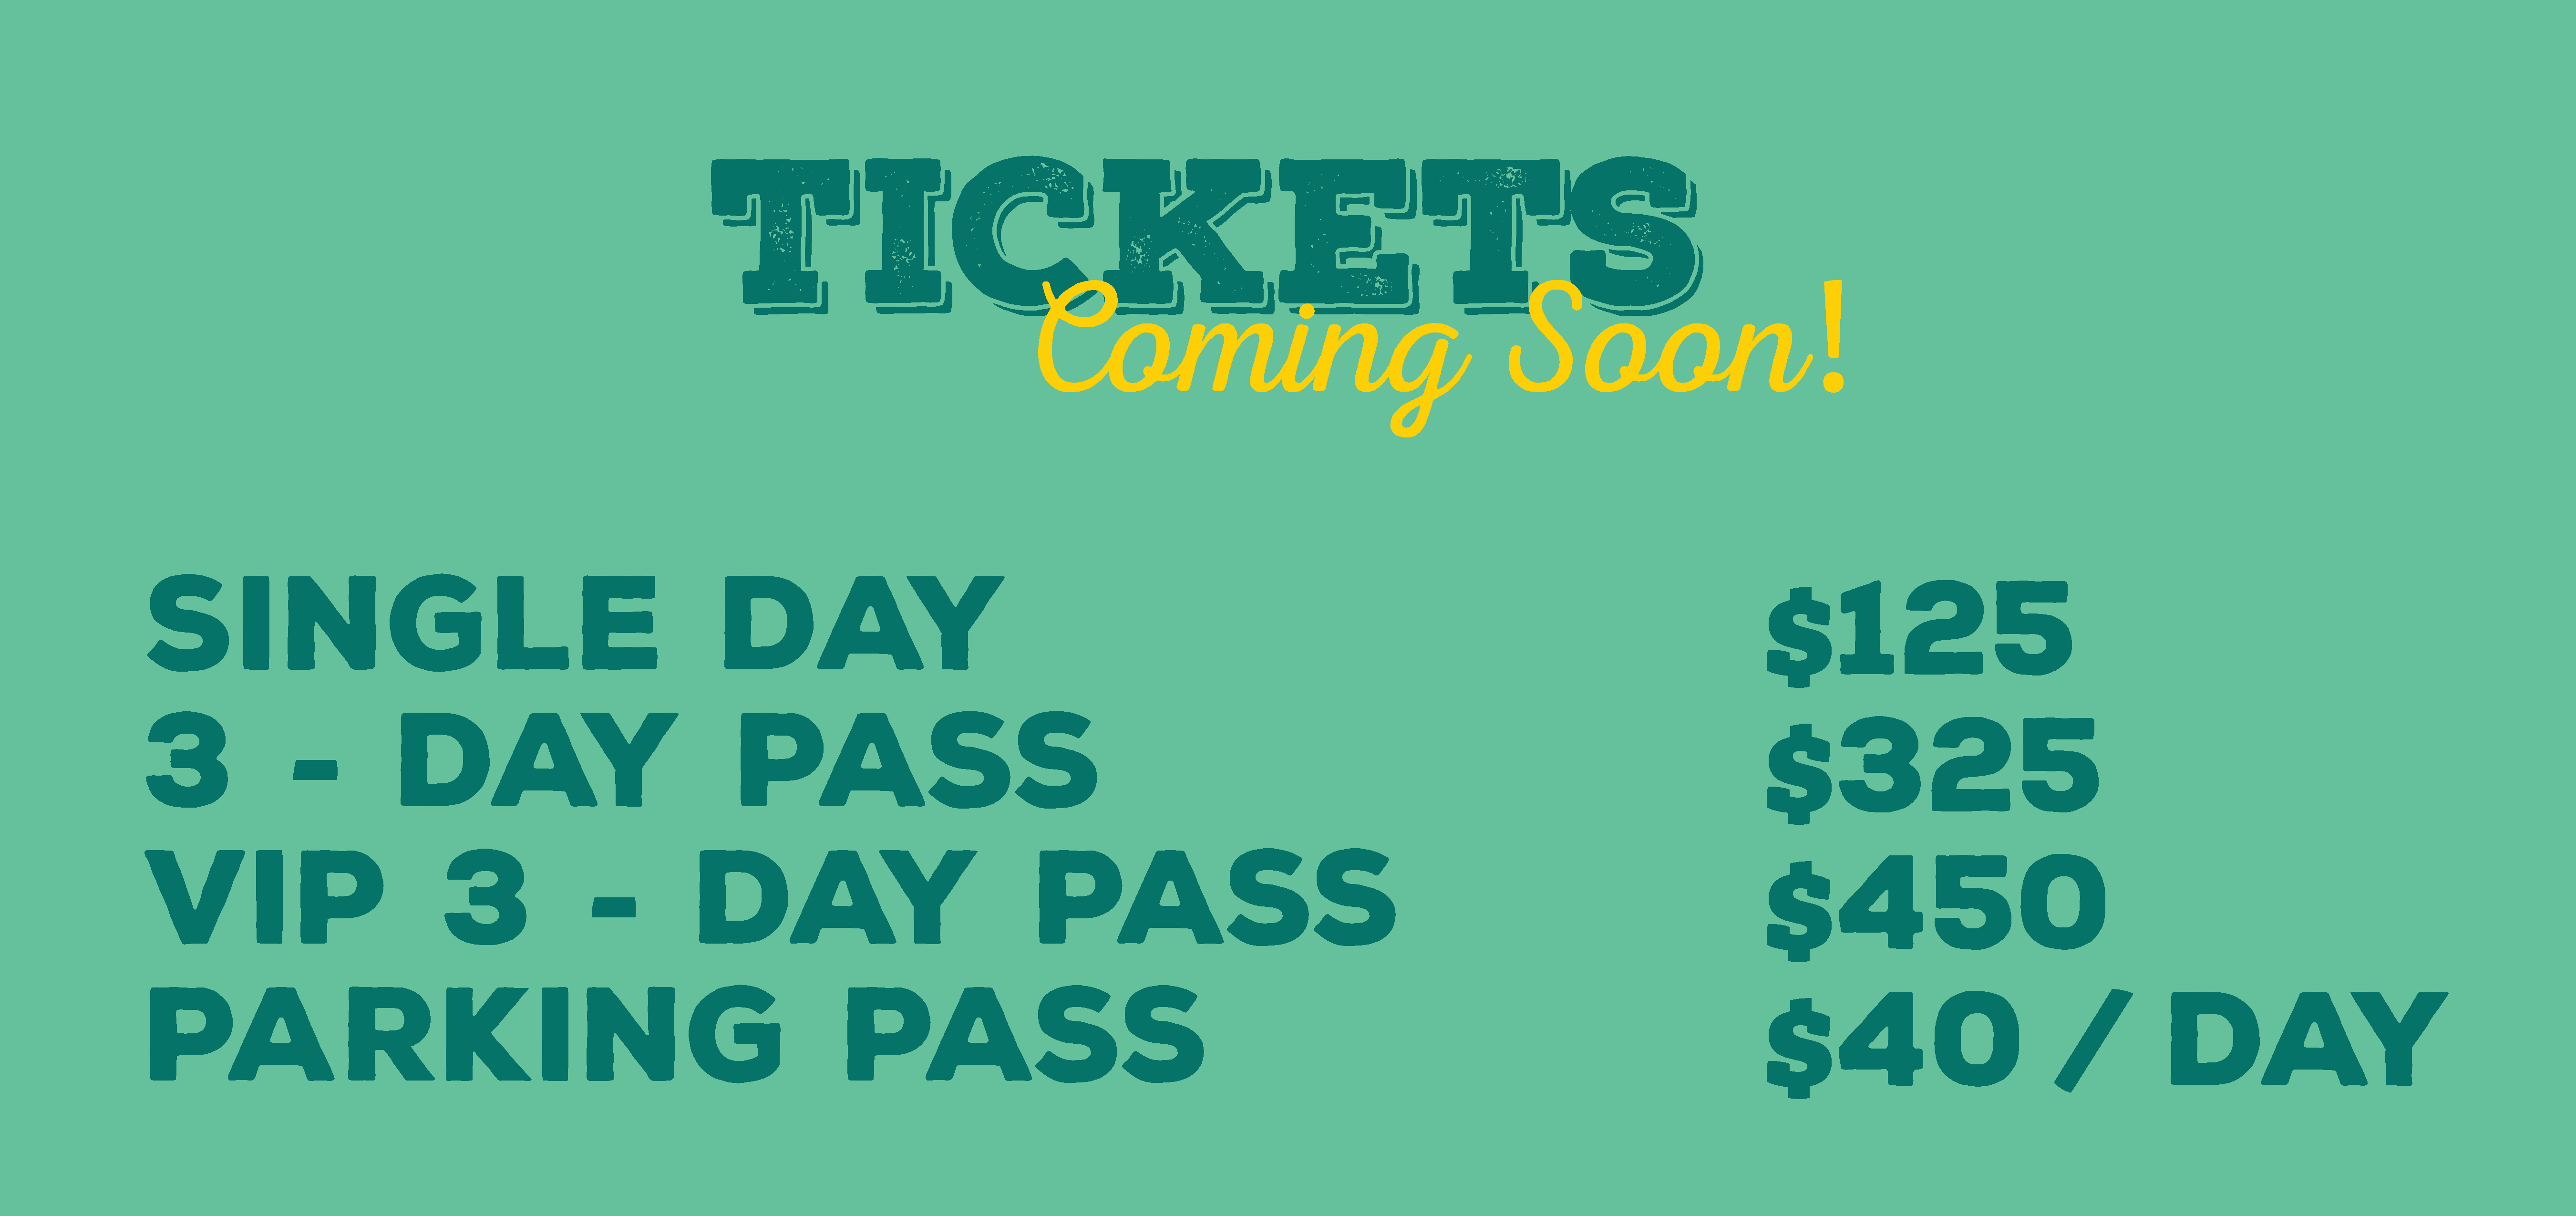 TICKETS
Coming Soon!
SINGLE DAY $125
3 - DAY PASS $325
VIP 3 - DAY PASS $450
PARKING PASS $40 / DAY